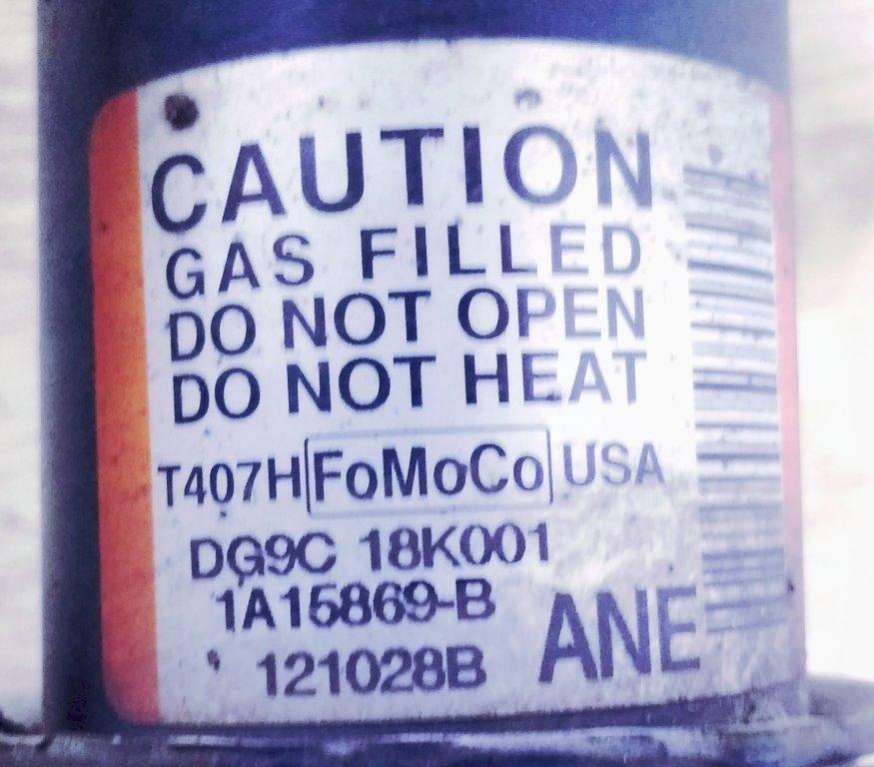 CAUTION
GAS FILLED
DO NOT OPEN
DO NOT HEAT
T407H FoMoCo USA
DG9C 18K001
1A15869-B
121028B ANE